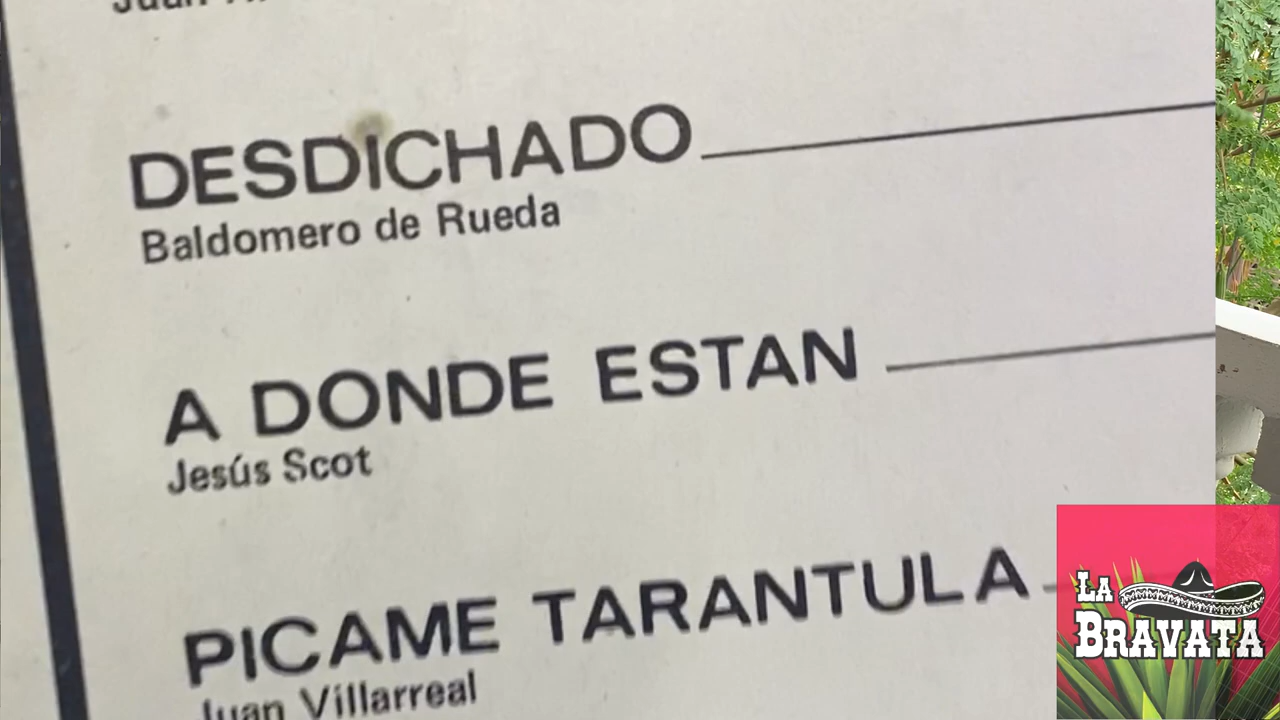 DESDICHADO
Baldomero de Rueda
A DONDE ESTAN
Jesús Scot
PICAME TARANTULA
Juan Villarreal
LA
BRAVATA